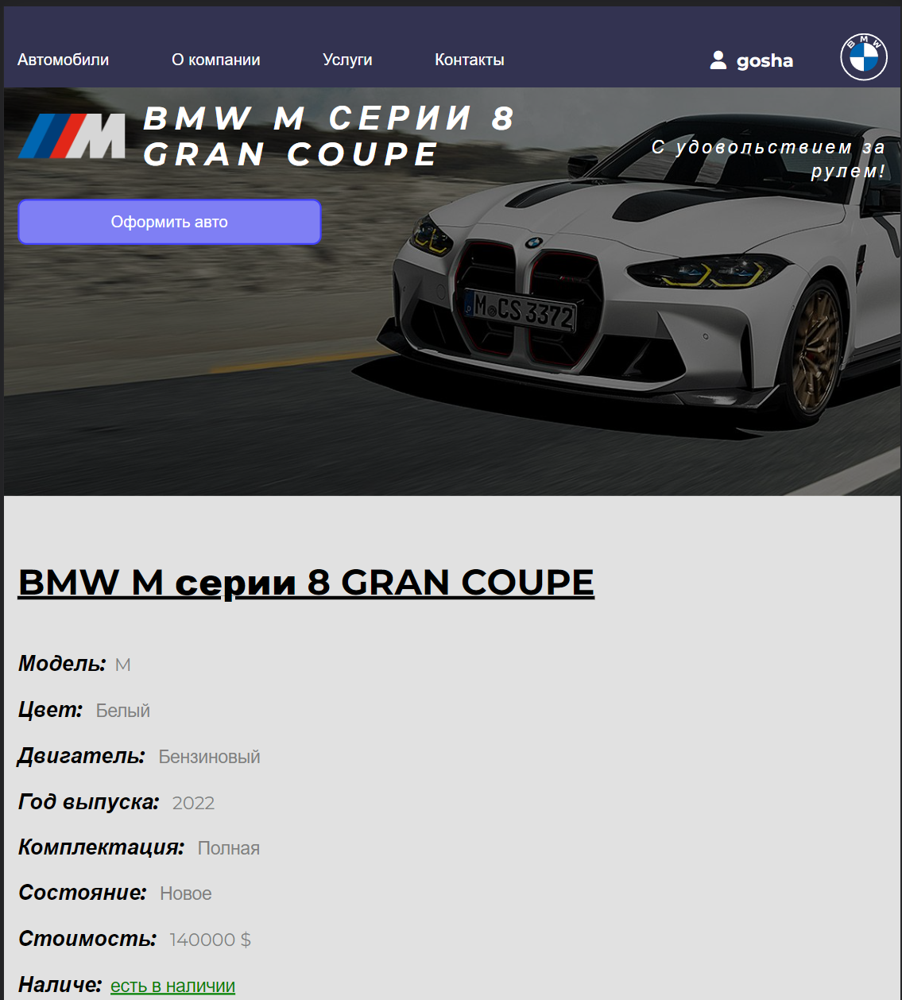 Автомобили О компании Услуги Контакты gosha BMW
BMW M СЕРИИ 8
GRAN COUPE
С удовольствием за
рулем!
Оформить авто
M CS 3372
BMW M серии 8 GRAN COUPE
Модель: M
Цвет: Белый
Двигатель: Бензиновый
Год выпуска: 2022
Комплектация: Полная
Состояние: Новое
Стоимость: 140000 $
Наличе: есть в наличии